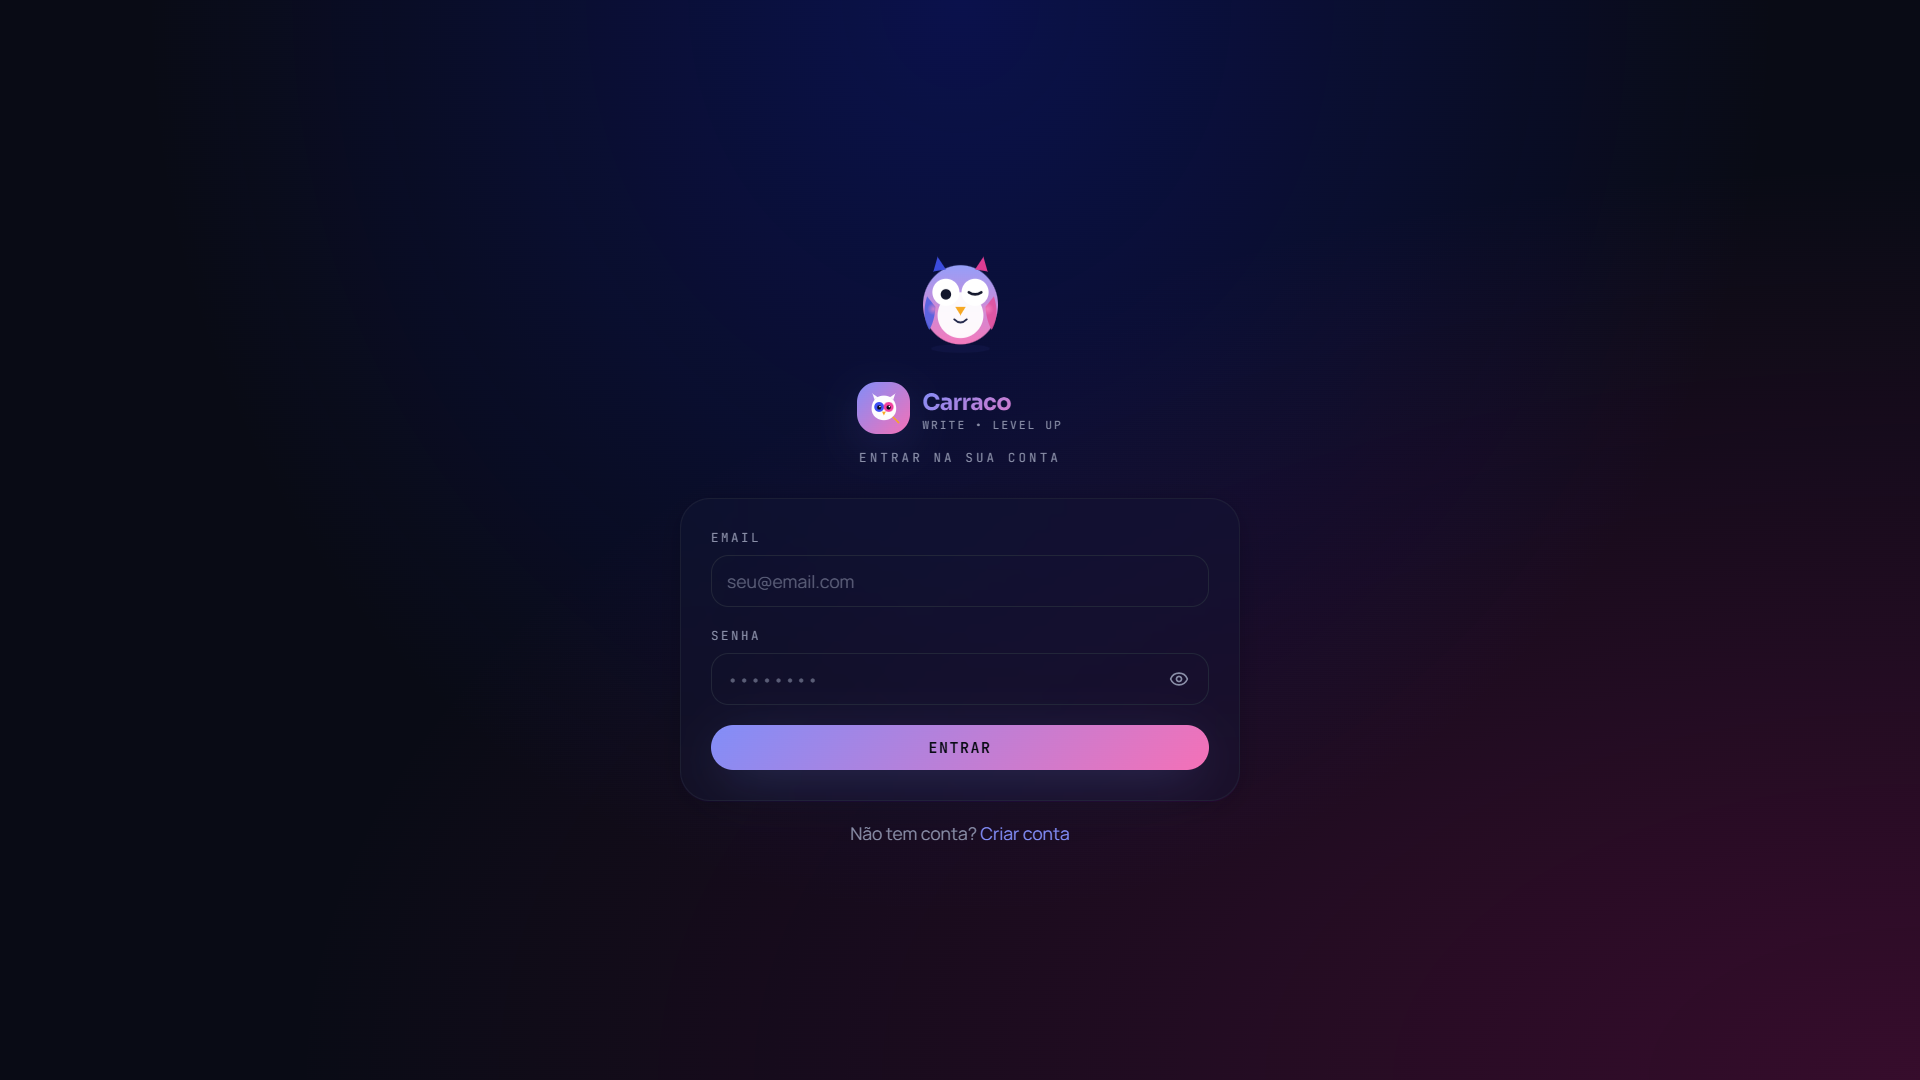 Carraco
WRITE • LEVEL UP
ENTRAR NA SUA CONTA
EMAIL
seu@email.com
SENHA
••••••••
ENTRAR
Não tem conta? Criar conta